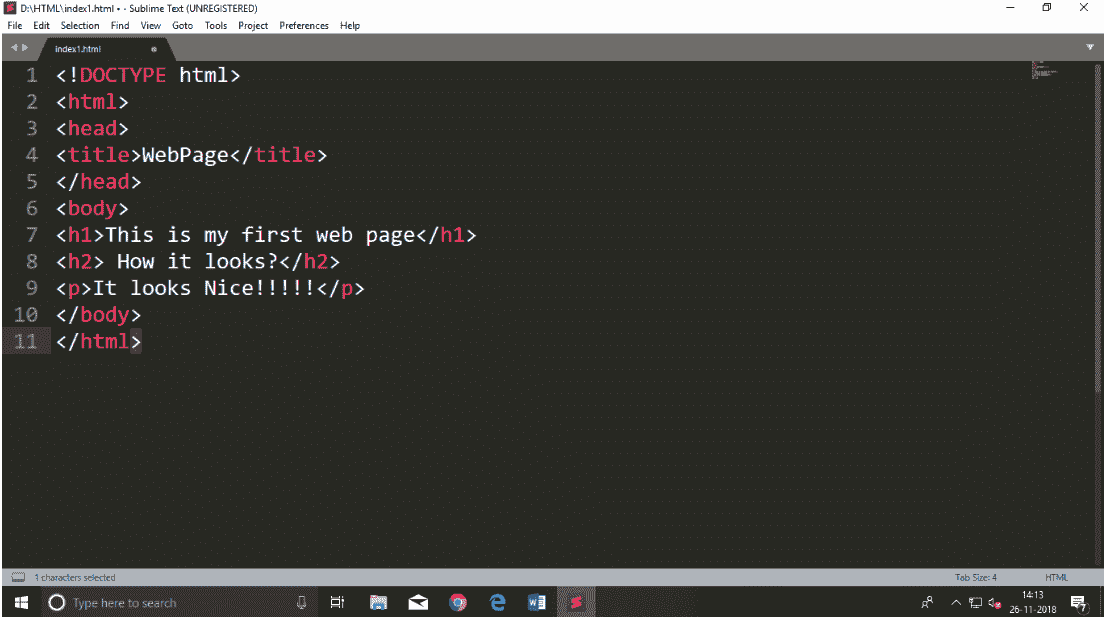 D:\HTML\index1.html • - Sublime Text (UNREGISTERED)
File Edit Selection Find View Goto Tools Project Preferences Help
index1.html
1 <!DOCTYPE html>
2 <html>
3 <head>
4 <title>WebPage</title>
5 </head>
6 <body>
7 <h1>This is my first web page</h1>
8 <h2> How it looks?</h2>
9 <p>It looks Nice!!!!!</p>
10 </body>
11 </html>
1 characters selected Tab Size: 4 HTML
Type here to search
14:13
26-11-2018
7